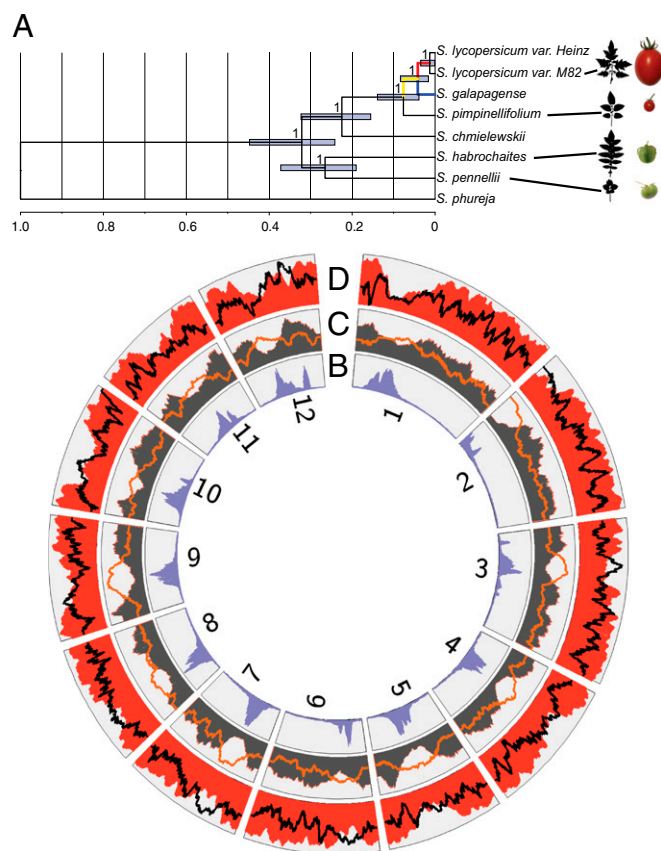 A
1
S. lycopersicum var. Heinz
S. lycopersicum var. M82
1
1
S. galapagense
S. pimpinellifolium
1
S. chmielewskii
1
S. habrochaites
1
S. pennellii
S. phureja
1.0 0.8 0.6 0.4 0.2 0
D
C
B
1
2
3
4
5
6
7
8
9
10
11
12